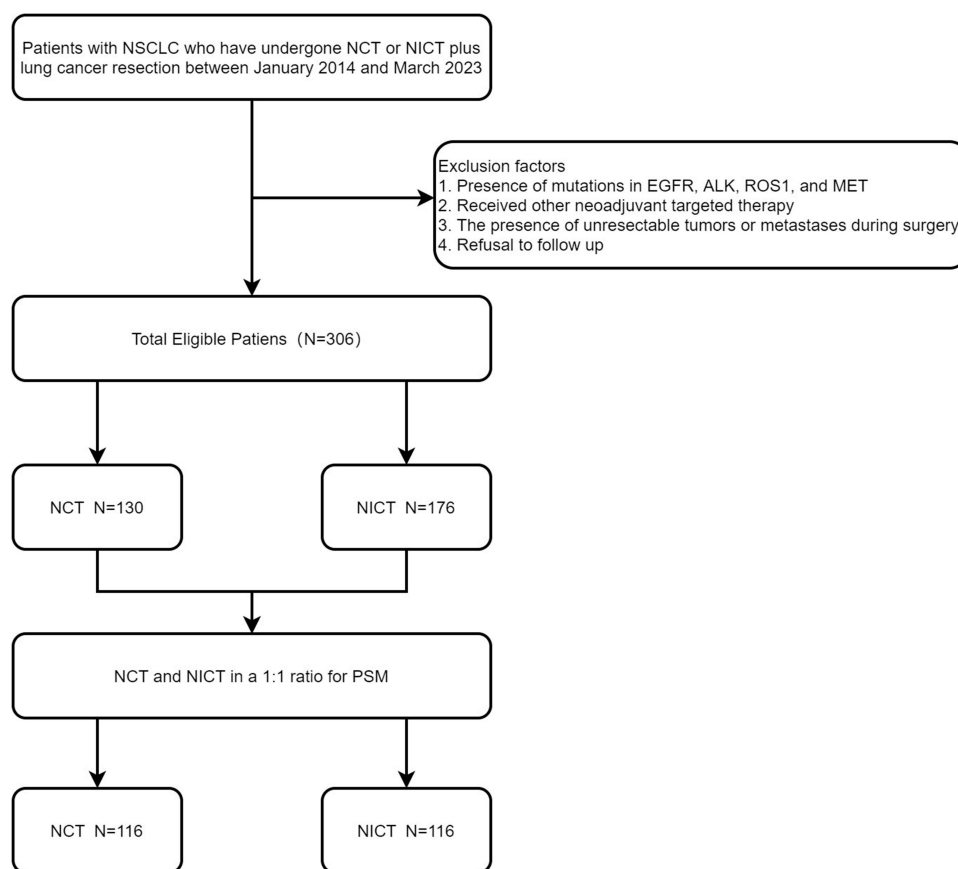 Patients with NSCLC who have undergone NCT or NICT plus
lung cancer resection between January 2014 and March 2023
Exclusion factors
1. Presence of mutations in EGFR, ALK, ROS1, and MET
2. Received other neoadjuvant targeted therapy
3. The presence of unresectable tumors or metastases during surgery
4. Refusal to follow up
Total Eligible Patiens（N=306）
NCT  N=130
NICT  N=176
NCT and NICT in a 1:1 ratio for PSM
NCT  N=116
NICT  N=116